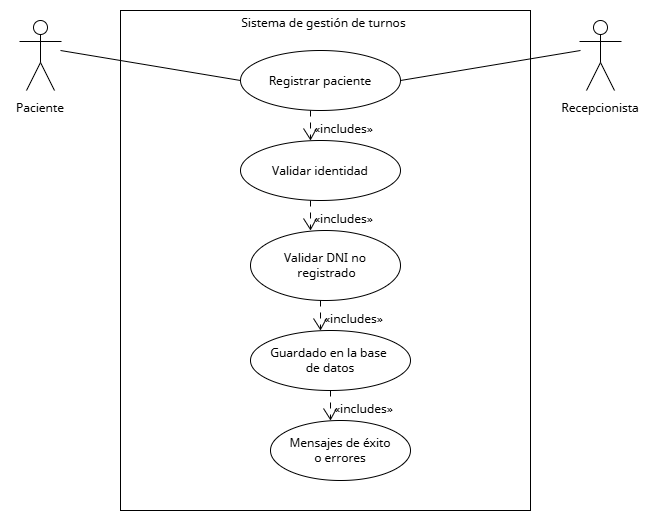 Sistema de gestión de turnos
Paciente
Recepcionista
Registrar paciente
«includes»
Validar identidad
«includes»
Validar DNI no
registrado
«includes»
Guardado en la base
de datos
«includes»
Mensajes de éxito
o errores